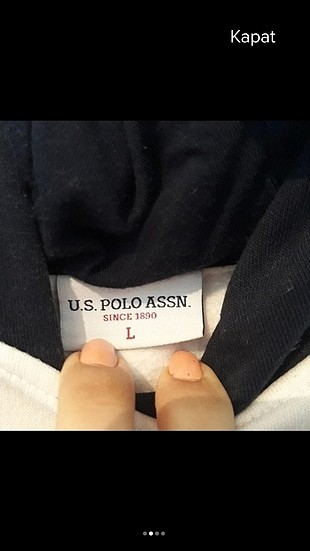 Kapat
U.S. POLO ASSN.
SINCE 1890
L